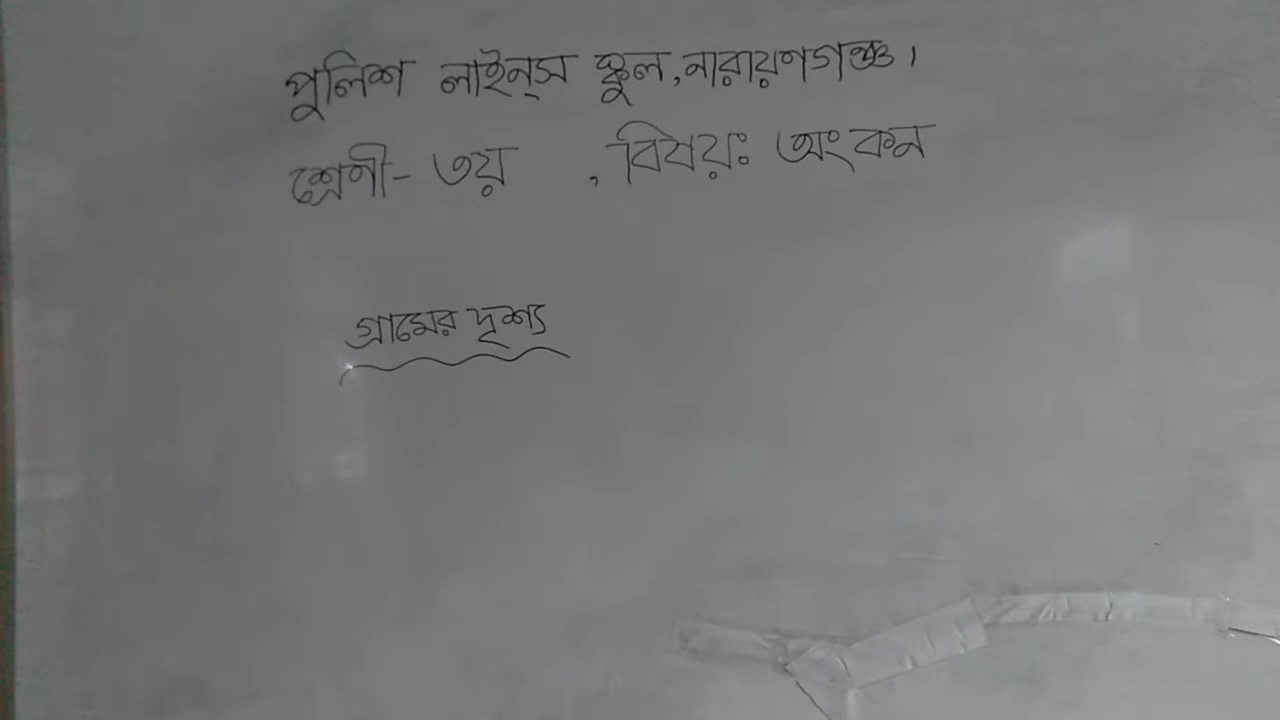 পুলিশ লাইন্স স্কুল,নারায়ণগঞ্জ।
শ্রেণী- ৩য় , বিষয়ঃ অংকন
গ্রামের দৃশ্য